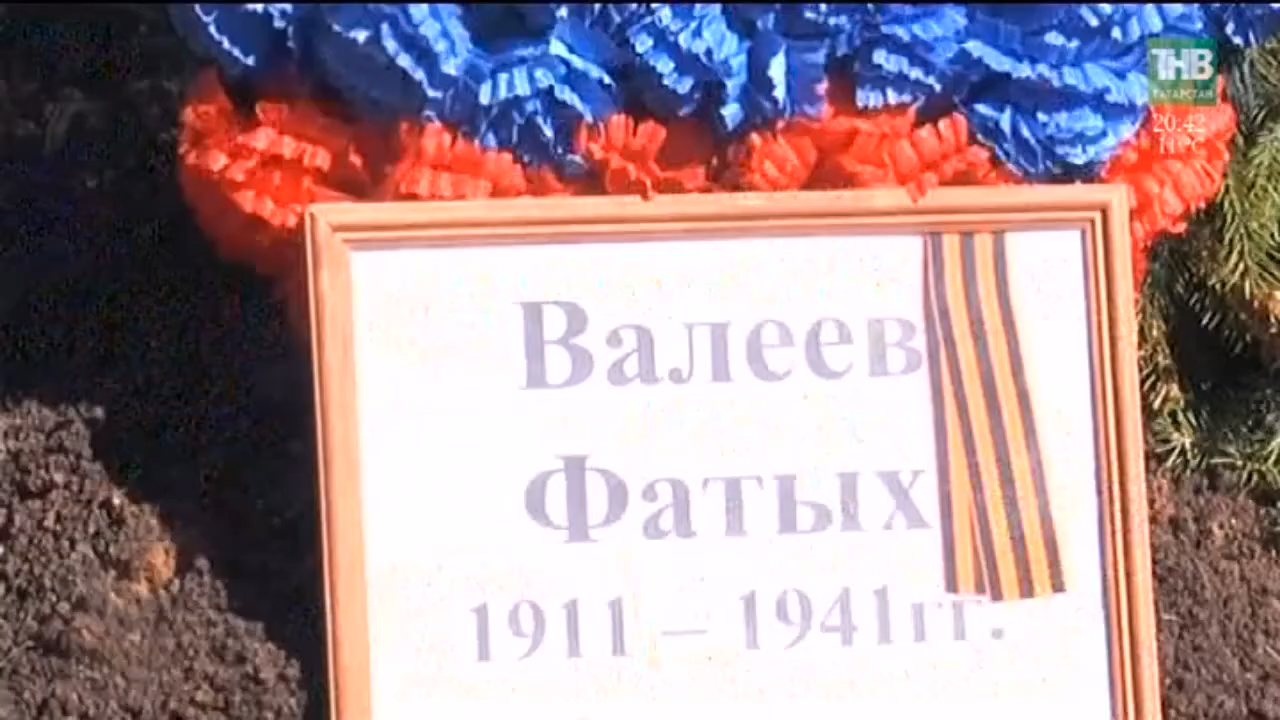 ТНВ
ТАТАРСТАН
20:42
Валеев
Фатых
1911 – 1941гг.